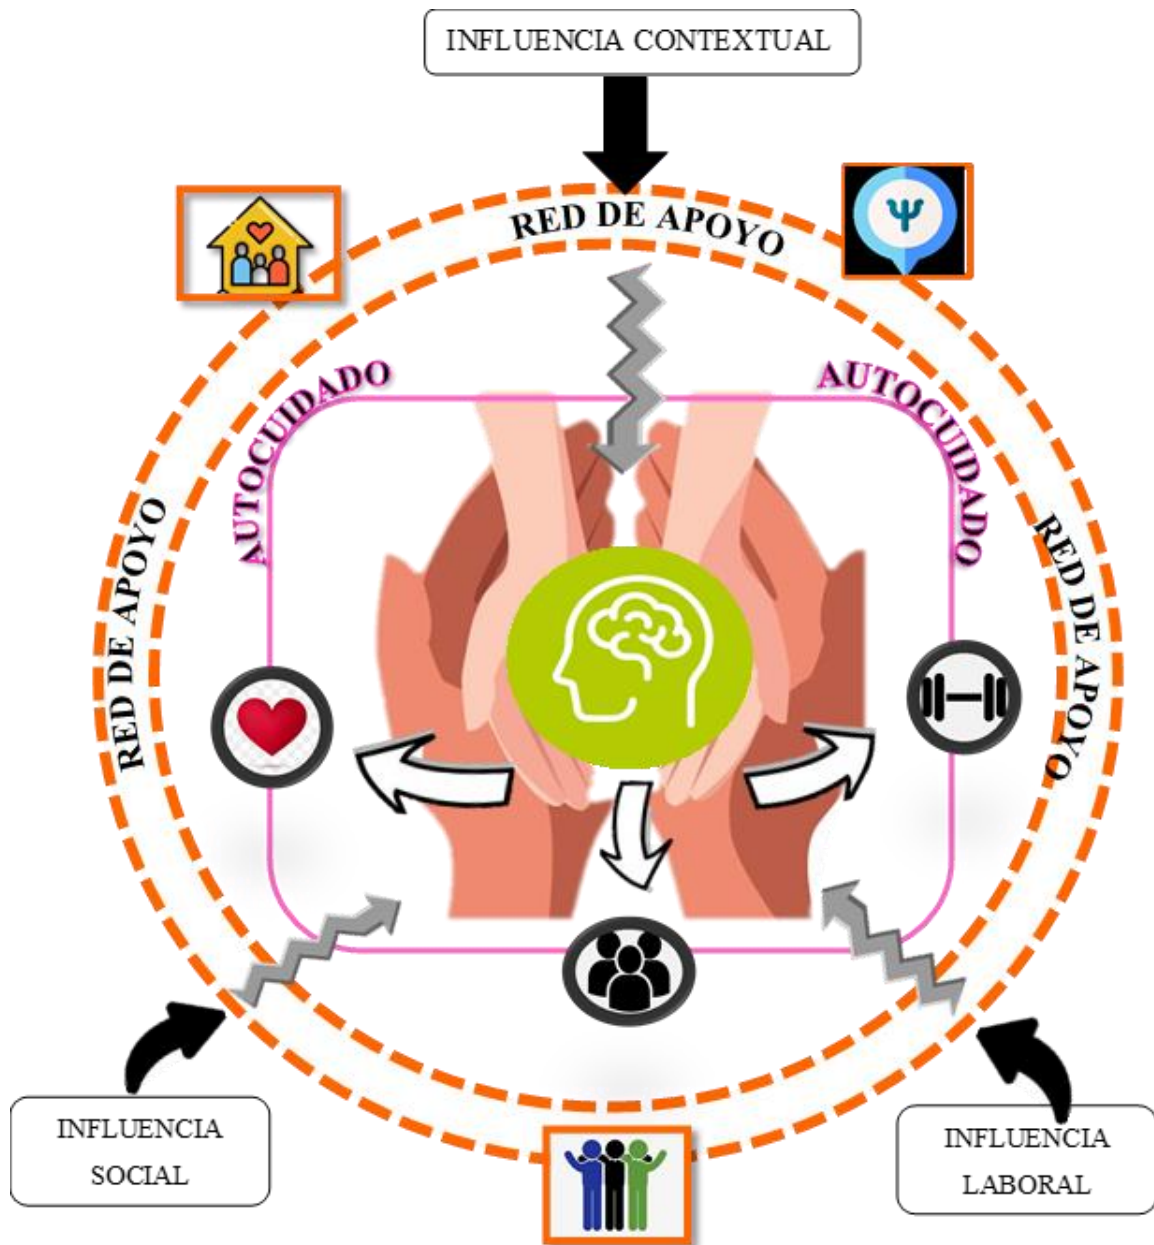 INFLUENCIA CONTEXTUAL
RED DE APOYO
AUTOCUIDADO
AUTOCUIDADO
RED DE APOYO
RED DE APOYO
Ψ
INFLUENCIA
SOCIAL
INFLUENCIA
LABORAL